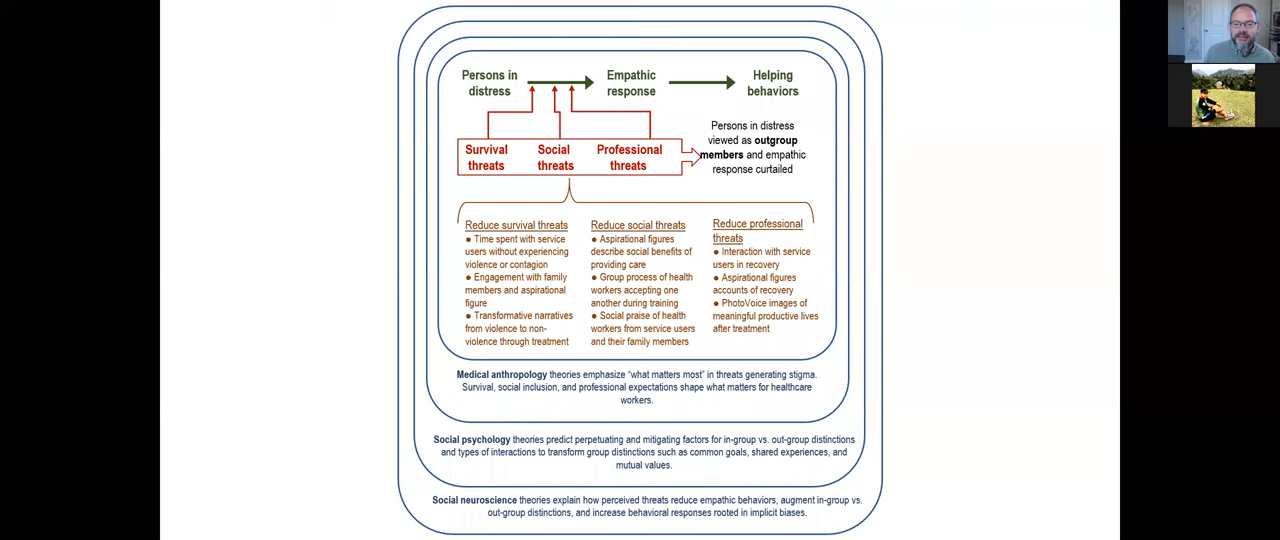 Persons in
distress
Empathic
response
Helping
behaviors
Survival
threats
Social
threats
Professional
threats
Persons in distress
viewed as outgroup
members and empathic
response curtailed
Reduce survival threats
● Time spent with service
users without experiencing
violence or contagion
● Engagement with family
members and aspirational
figure
● Transformative narratives
from violence to non-
violence through treatment
Reduce social threats
● Aspirational figures
describe social benefits of
providing care
● Group process of health
workers accepting one
another during training
● Social praise of health
workers from service users
and their family members
Reduce professional
threats
● Interaction with service
users in recovery
● Aspirational figures
accounts of recovery
● PhotoVoice images of
meaningful productive lives
after treatment
Medical anthropology theories emphasize “what matters most” in threats generating stigma.
Survival, social inclusion, and professional expectations shape what matters for healthcare
workers.
Social psychology theories predict perpetuating and mitigating factors for in-group vs. out-group distinctions
and types of interactions to transform group distinctions such as common goals, shared experiences, and
mutual values.
Social neuroscience theories explain how perceived threats reduce empathic behaviors, augment in-group vs.
out-group distinctions, and increase behavioral responses rooted in implicit biases.